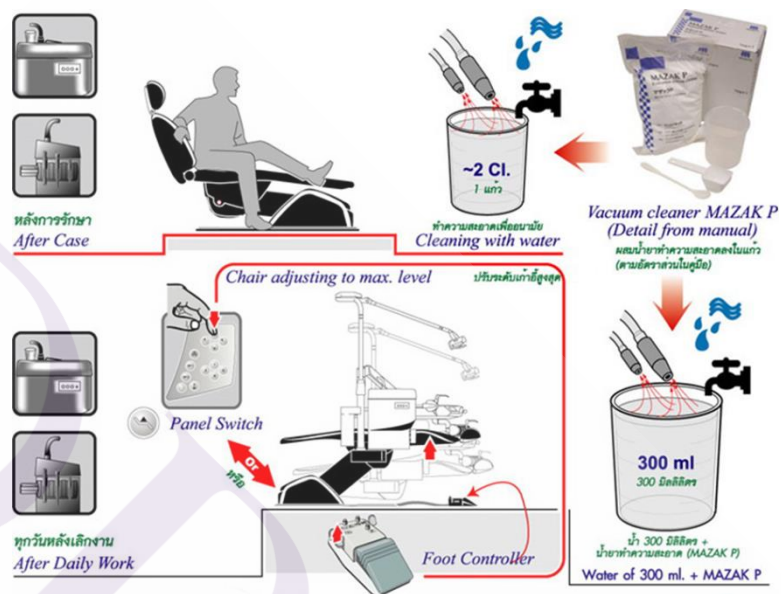 ~2 Cl.
1 แก้ว
MAZAK P
หลังการรักษา
After Case
ทำความสะอาดเพื่ออนามัย
Cleaning with water
Vacuum cleaner MAZAK P
(Detail from manual)
ผสมน้ำยาทำความสะอาดลงในแก้ว
(ตามอัตราส่วนในคู่มือ)
Chair adjusting to max. level
ปรับระดับเก้าอี้สูงสุด
Panel Switch
or
หรือ
300 ml
300 มิลลิลิตร
ทุกวันหลังเลิกงาน
After Daily Work
Foot Controller
น้ำ 300 มิลิลิตร +
น้ำยาทำความสะอาด (MAZAK P)
Water of 300 ml. + MAZAK P